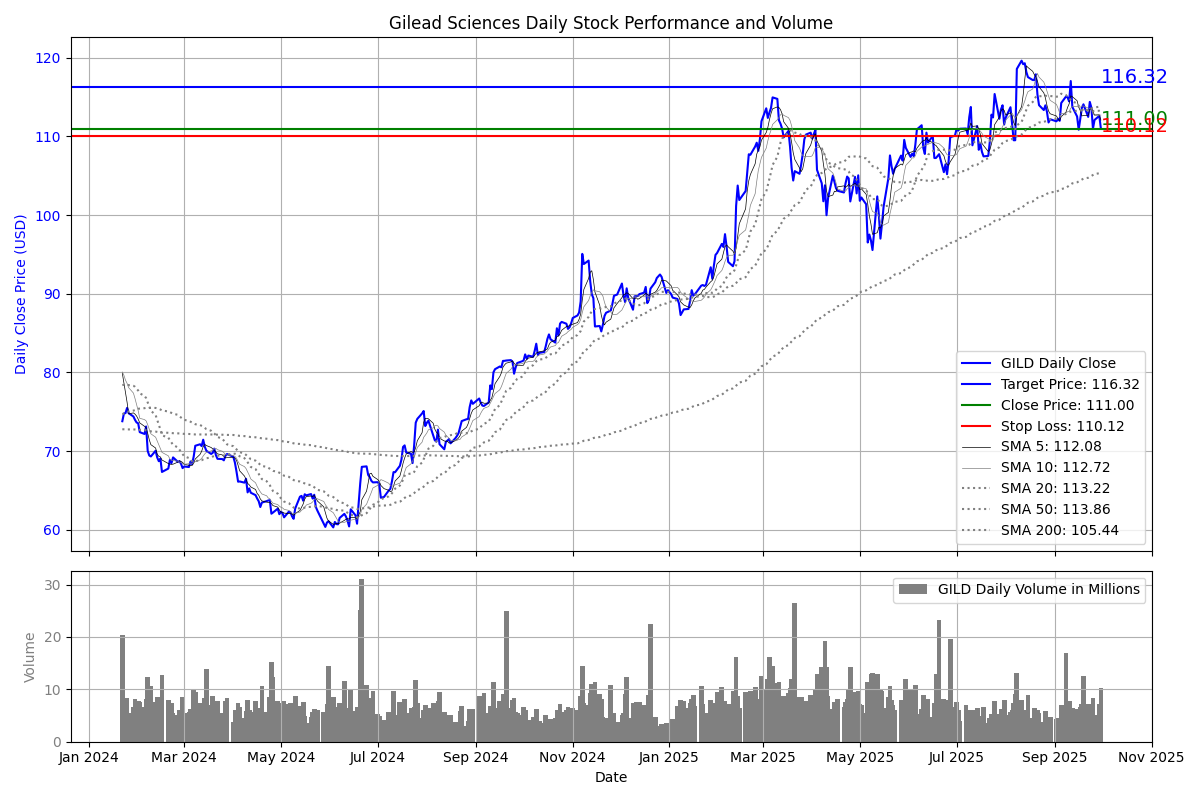 Gilead Sciences Daily Stock Performance and Volume
Daily Close Price (USD)
120
110
100
90
80
70
60
116.32
111.00
110.12
GILD Daily Close
Target Price: 116.32
Close Price: 111.00
Stop Loss: 110.12
SMA 5: 112.08
SMA 10: 112.72
SMA 20: 113.22
SMA 50: 113.86
SMA 200: 105.44
Volume
30
20
10
0
GILD Daily Volume in Millions
Jan 2024 Mar 2024 May 2024 Jul 2024 Sep 2024 Nov 2024 Jan 2025 Mar 2025 May 2025 Jul 2025 Sep 2025 Nov 2025
Date